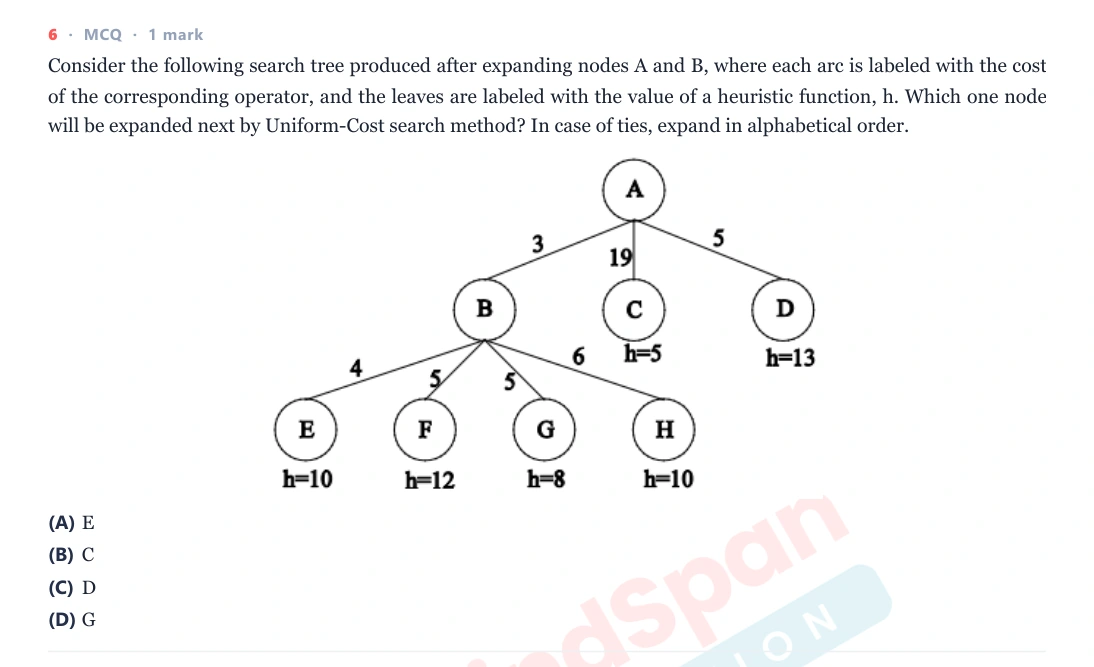 6 · MCQ · 1 mark
Consider the following search tree produced after expanding nodes A and B, where each arc is labeled with the cost
of the corresponding operator, and the leaves are labeled with the value of a heuristic function, h. Which one node
will be expanded next by Uniform-Cost search method? In case of ties, expand in alphabetical order.
A
3 19 5
B C D
h=5 h=13
4 5 5 6
E F G H
h=10 h=12 h=8 h=10
(A) E
(B) C
(C) D
(D) G